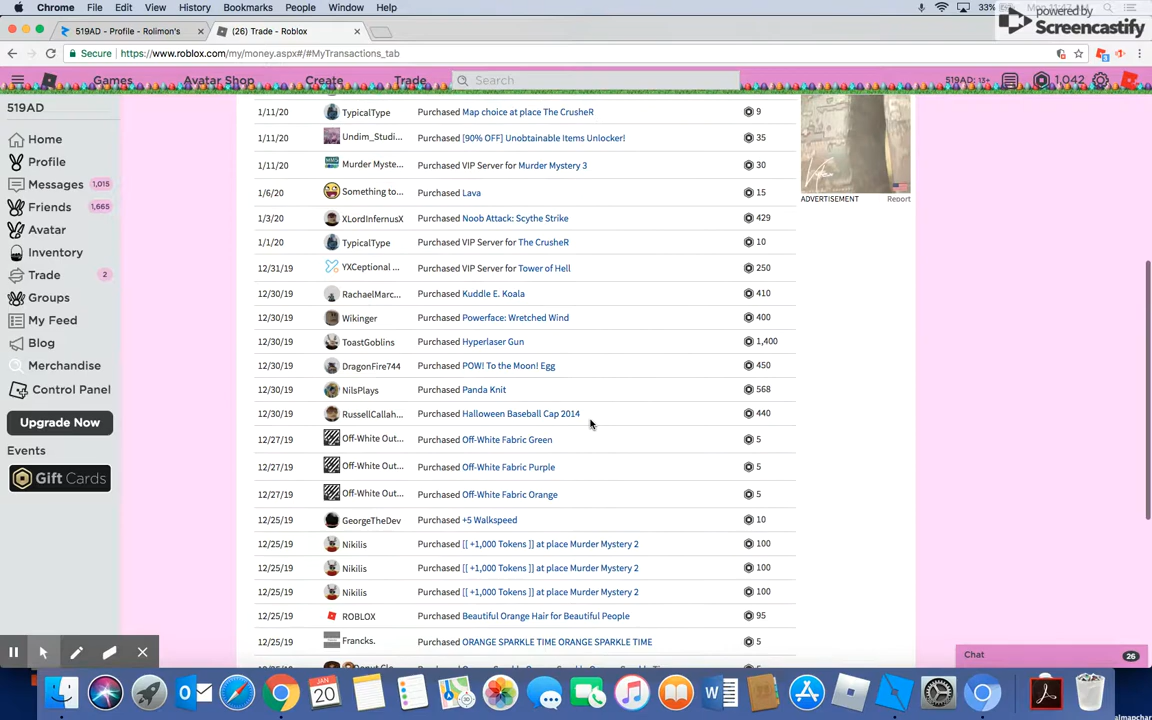 Chrome File Edit View History Bookmarks People Window Help 33%
powered by
Screencastify
519AD - Profile - Rolimon's
(26) Trade - Roblox
Secure https://www.roblox.com/my/money.aspx#/#MyTransactions_tab
Games Avatar Shop Create Trade Search 519AD: 13+ 1,042
519AD
Home
Profile
Messages 1,015
Friends 1,665
Avatar
Inventory
Trade 2
Groups
My Feed
Blog
Merchandise
Control Panel
Upgrade Now
Events
Gift Cards
1/11/20 TypicalType Purchased Map choice at place The CrusheR 9
1/11/20 Undim_Studi... Purchased [90% OFF] Unobtainable Items Unlocker! 35
1/11/20 Murder Myste... Purchased VIP Server for Murder Mystery 3 30
1/6/20 Something to... Purchased Lava 15
1/3/20 XLordInfernusX Purchased Noob Attack: Scythe Strike 429
1/1/20 TypicalType Purchased VIP Server for The CrusheR 10
12/31/19 YXCeptional ... Purchased VIP Server for Tower of Hell 250
12/30/19 RachaelMarc... Purchased Kuddle E. Koala 410
12/30/19 Wikinger Purchased Powerface: Wretched Wind 400
12/30/19 ToastGoblins Purchased Hyperlaser Gun 1,400
12/30/19 DragonFire744 Purchased POW! To the Moon! Egg 450
12/30/19 NilsPlays Purchased Panda Knit 568
12/30/19 RussellCallah... Purchased Halloween Baseball Cap 2014 440
12/27/19 Off-White Out... Purchased Off-White Fabric Green 5
12/27/19 Off-White Out... Purchased Off-White Fabric Purple 5
12/27/19 Off-White Out... Purchased Off-White Fabric Orange 5
12/25/19 GeorgeTheDev Purchased +5 Walkspeed 10
12/25/19 Nikilis Purchased [[ +1,000 Tokens ]] at place Murder Mystery 2 100
12/25/19 Nikilis Purchased [[ +1,000 Tokens ]] at place Murder Mystery 2 100
12/25/19 Nikilis Purchased [[ +1,000 Tokens ]] at place Murder Mystery 2 100
12/25/19 ROBLOX Purchased Beautiful Orange Hair for Beautiful People 95
12/25/19 Francks. Purchased ORANGE SPARKLE TIME ORANGE SPARKLE TIME 5
ADVERTISEMENT Report
Chat 26
JAN
20